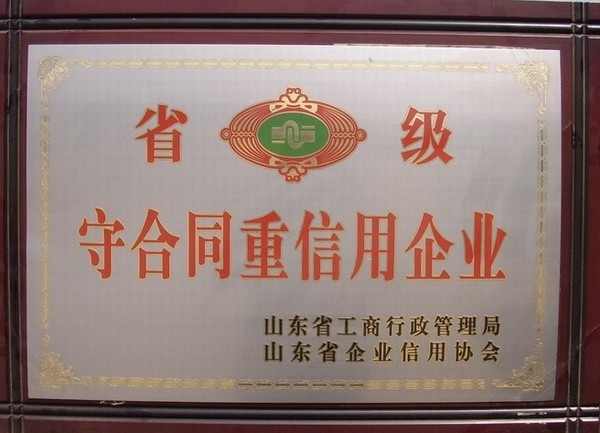 省级
守合同重信用企业
山东省工商行政管理局
山东省企业信用协会